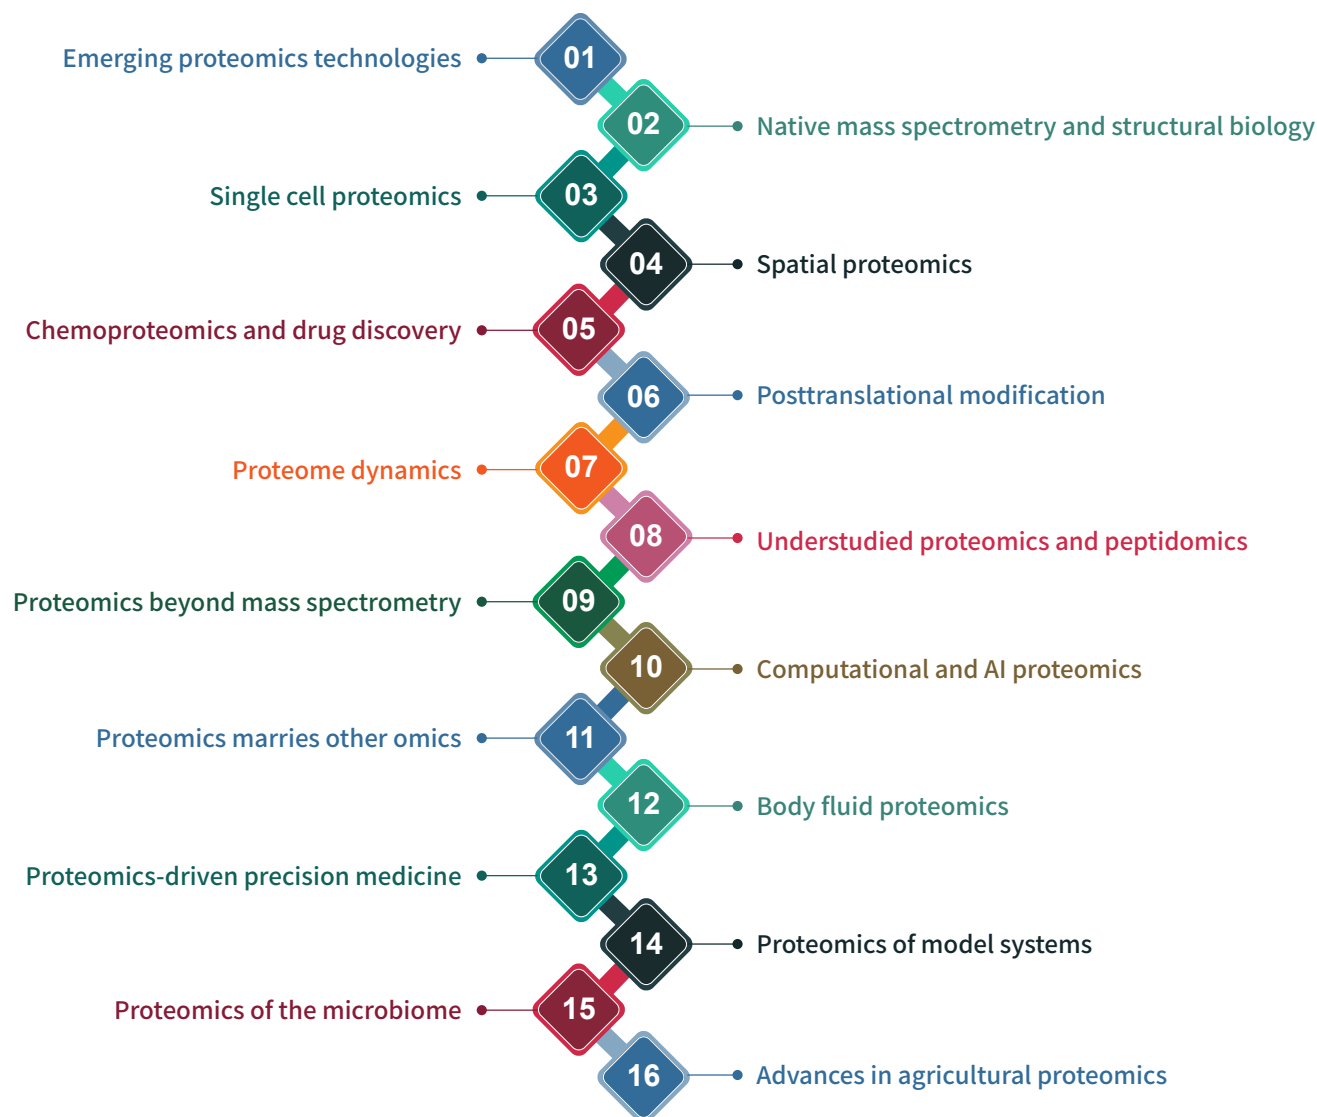 Emerging proteomics technologies
01
02
Native mass spectrometry and structural biology
Single cell proteomics
03
04
Spatial proteomics
Chemoproteomics and drug discovery
05
06
Posttranslational modification
Proteome dynamics
07
08
Understudied proteomics and peptidomics
Proteomics beyond mass spectrometry
09
10
Computational and AI proteomics
Proteomics marries other omics
11
12
Body fluid proteomics
Proteomics-driven precision medicine
13
14
Proteomics of model systems
Proteomics of the microbiome
15
16
Advances in agricultural proteomics